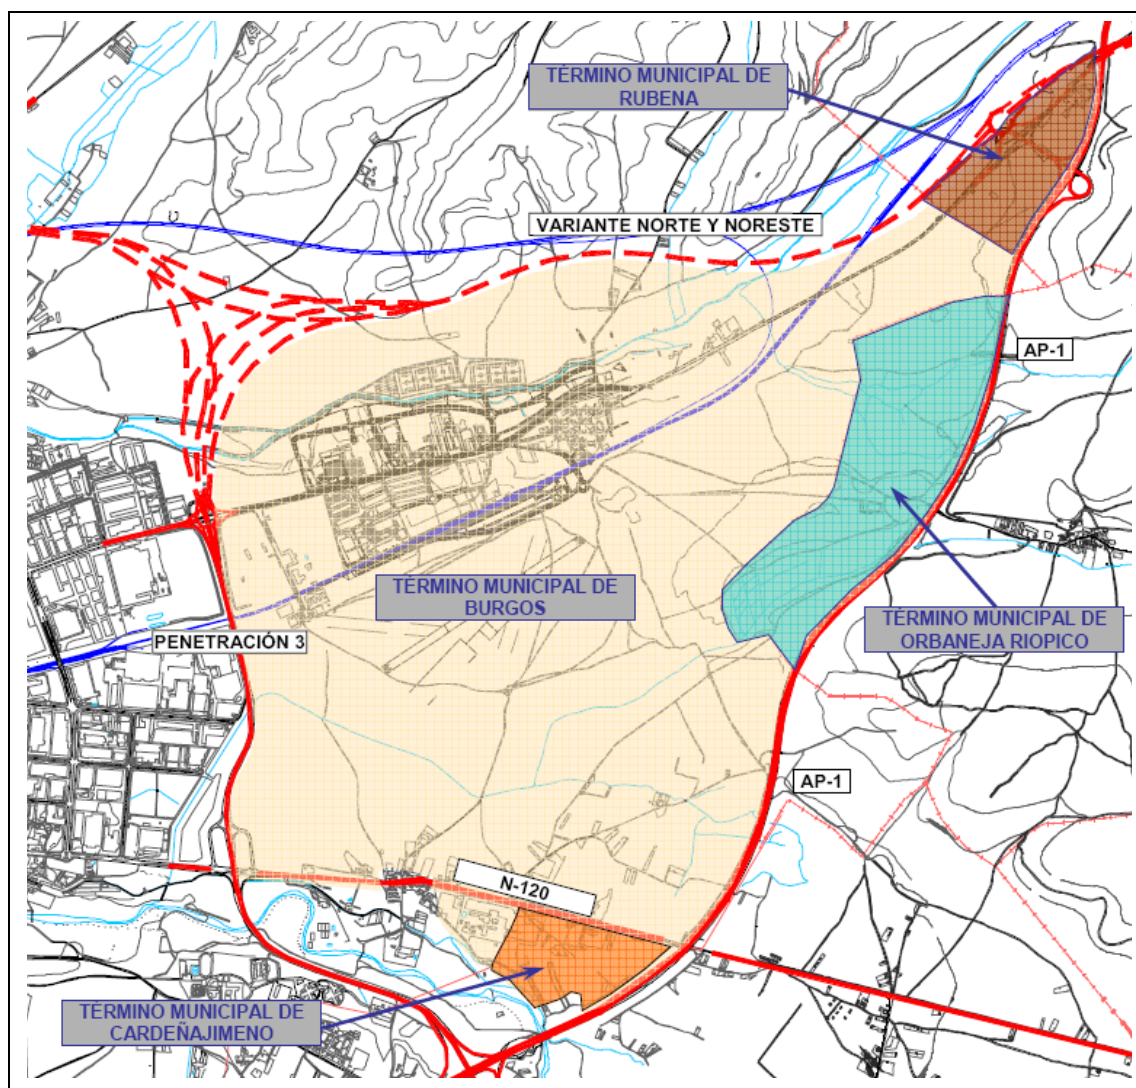 TÉRMINO MUNICIPAL DE
RUBENA
VARIANTE NORTE Y NORESTE
AP-1
TÉRMINO MUNICIPAL DE
BURGOS
TÉRMINO MUNICIPAL DE
ORBANEJA RIOPICO
PENETRACIÓN 3
AP-1
N-120
TÉRMINO MUNICIPAL DE
CARDEÑAJIMENO